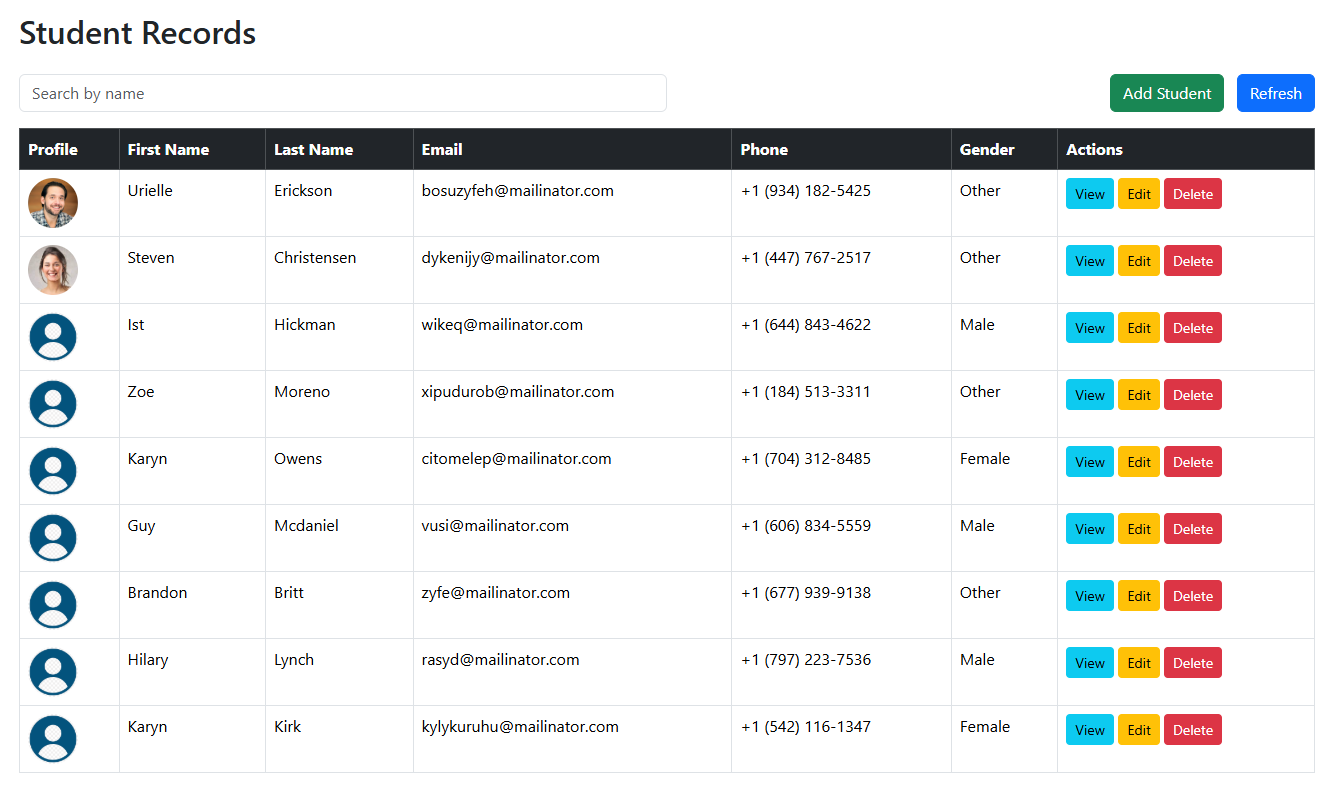 Student Records
Search by name
Add Student Refresh
Profile First Name Last Name Email Phone Gender Actions
Urielle Erickson bosuzyfeh@mailinator.com +1 (934) 182-5425 Other View Edit Delete
Steven Christensen dykenijy@mailinator.com +1 (447) 767-2517 Other View Edit Delete
Ist Hickman wikeq@mailinator.com +1 (644) 843-4622 Male View Edit Delete
Zoe Moreno xipudurob@mailinator.com +1 (184) 513-3311 Other View Edit Delete
Karyn Owens citomelep@mailinator.com +1 (704) 312-8485 Female View Edit Delete
Guy Mcdaniel vusi@mailinator.com +1 (606) 834-5559 Male View Edit Delete
Brandon Britt zyfe@mailinator.com +1 (677) 939-9138 Other View Edit Delete
Hilary Lynch rasyd@mailinator.com +1 (797) 223-7536 Male View Edit Delete
Karyn Kirk kylykuruhu@mailinator.com +1 (542) 116-1347 Female View Edit Delete